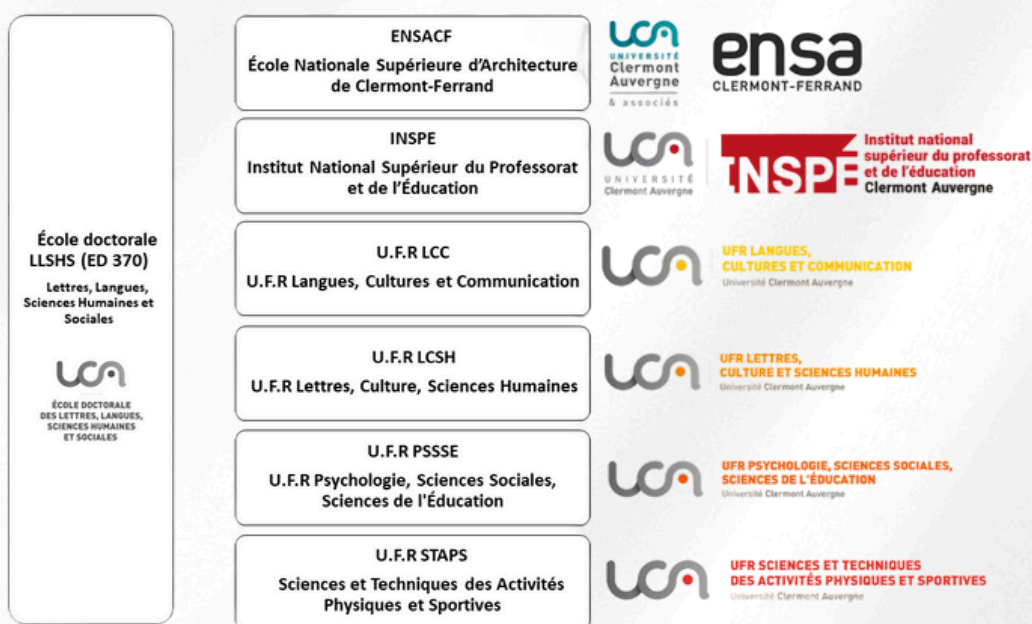 École doctorale
LLSHS (ED 370)
Lettres, Langues,
Sciences Humaines et
Sociales
uca
ÉCOLE DOCTORALE
DES LETTRES, LANGUES,
SCIENCES HUMAINES
ET SOCIALES
ENSACF
École Nationale Supérieure d'Architecture
de Clermont-Ferrand
uca
UNIVERSITÉ
Clermont
Auvergne
& associés
ensa
CLERMONT-FERRAND
INSPE
Institut National Supérieur du Professorat
et de l'Éducation
uca
UNIVERSITÉ
Clermont Auvergne
INSPÉ
Institut national
supérieur du professorat
et de l'éducation
Clermont Auvergne
U.F.R LCC
U.F.R Langues, Cultures et Communication
uca
UFR LANGUES,
CULTURES ET COMMUNICATION
Université Clermont Auvergne
U.F.R LCSH
U.F.R Lettres, Culture, Sciences Humaines
uca
UFR LETTRES,
CULTURE ET SCIENCES HUMAINES
Université Clermont Auvergne
U.F.R PSSSE
U.F.R Psychologie, Sciences Sociales,
Sciences de l'Éducation
uca
UFR PSYCHOLOGIE, SCIENCES SOCIALES,
SCIENCES DE L'ÉDUCATION
Université Clermont Auvergne
U.F.R STAPS
Sciences et Techniques des Activités
Physiques et Sportives
uca
UFR SCIENCES ET TECHNIQUES
DES ACTIVITÉS PHYSIQUES ET SPORTIVES
Université Clermont Auvergne